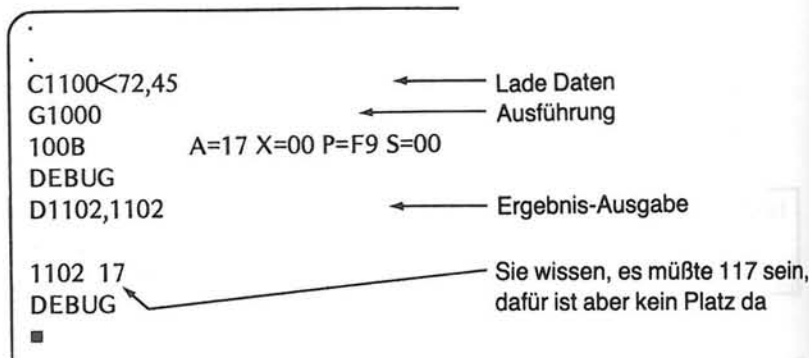 .
.
C1100<72,45 Lade Daten
G1000 Ausführung
100B A=17 X=00 P=F9 S=00
DEBUG
D1102,1102 Ergebnis-Ausgabe
1102 17 Sie wissen, es müßte 117 sein,
DEBUG dafür ist aber kein Platz da